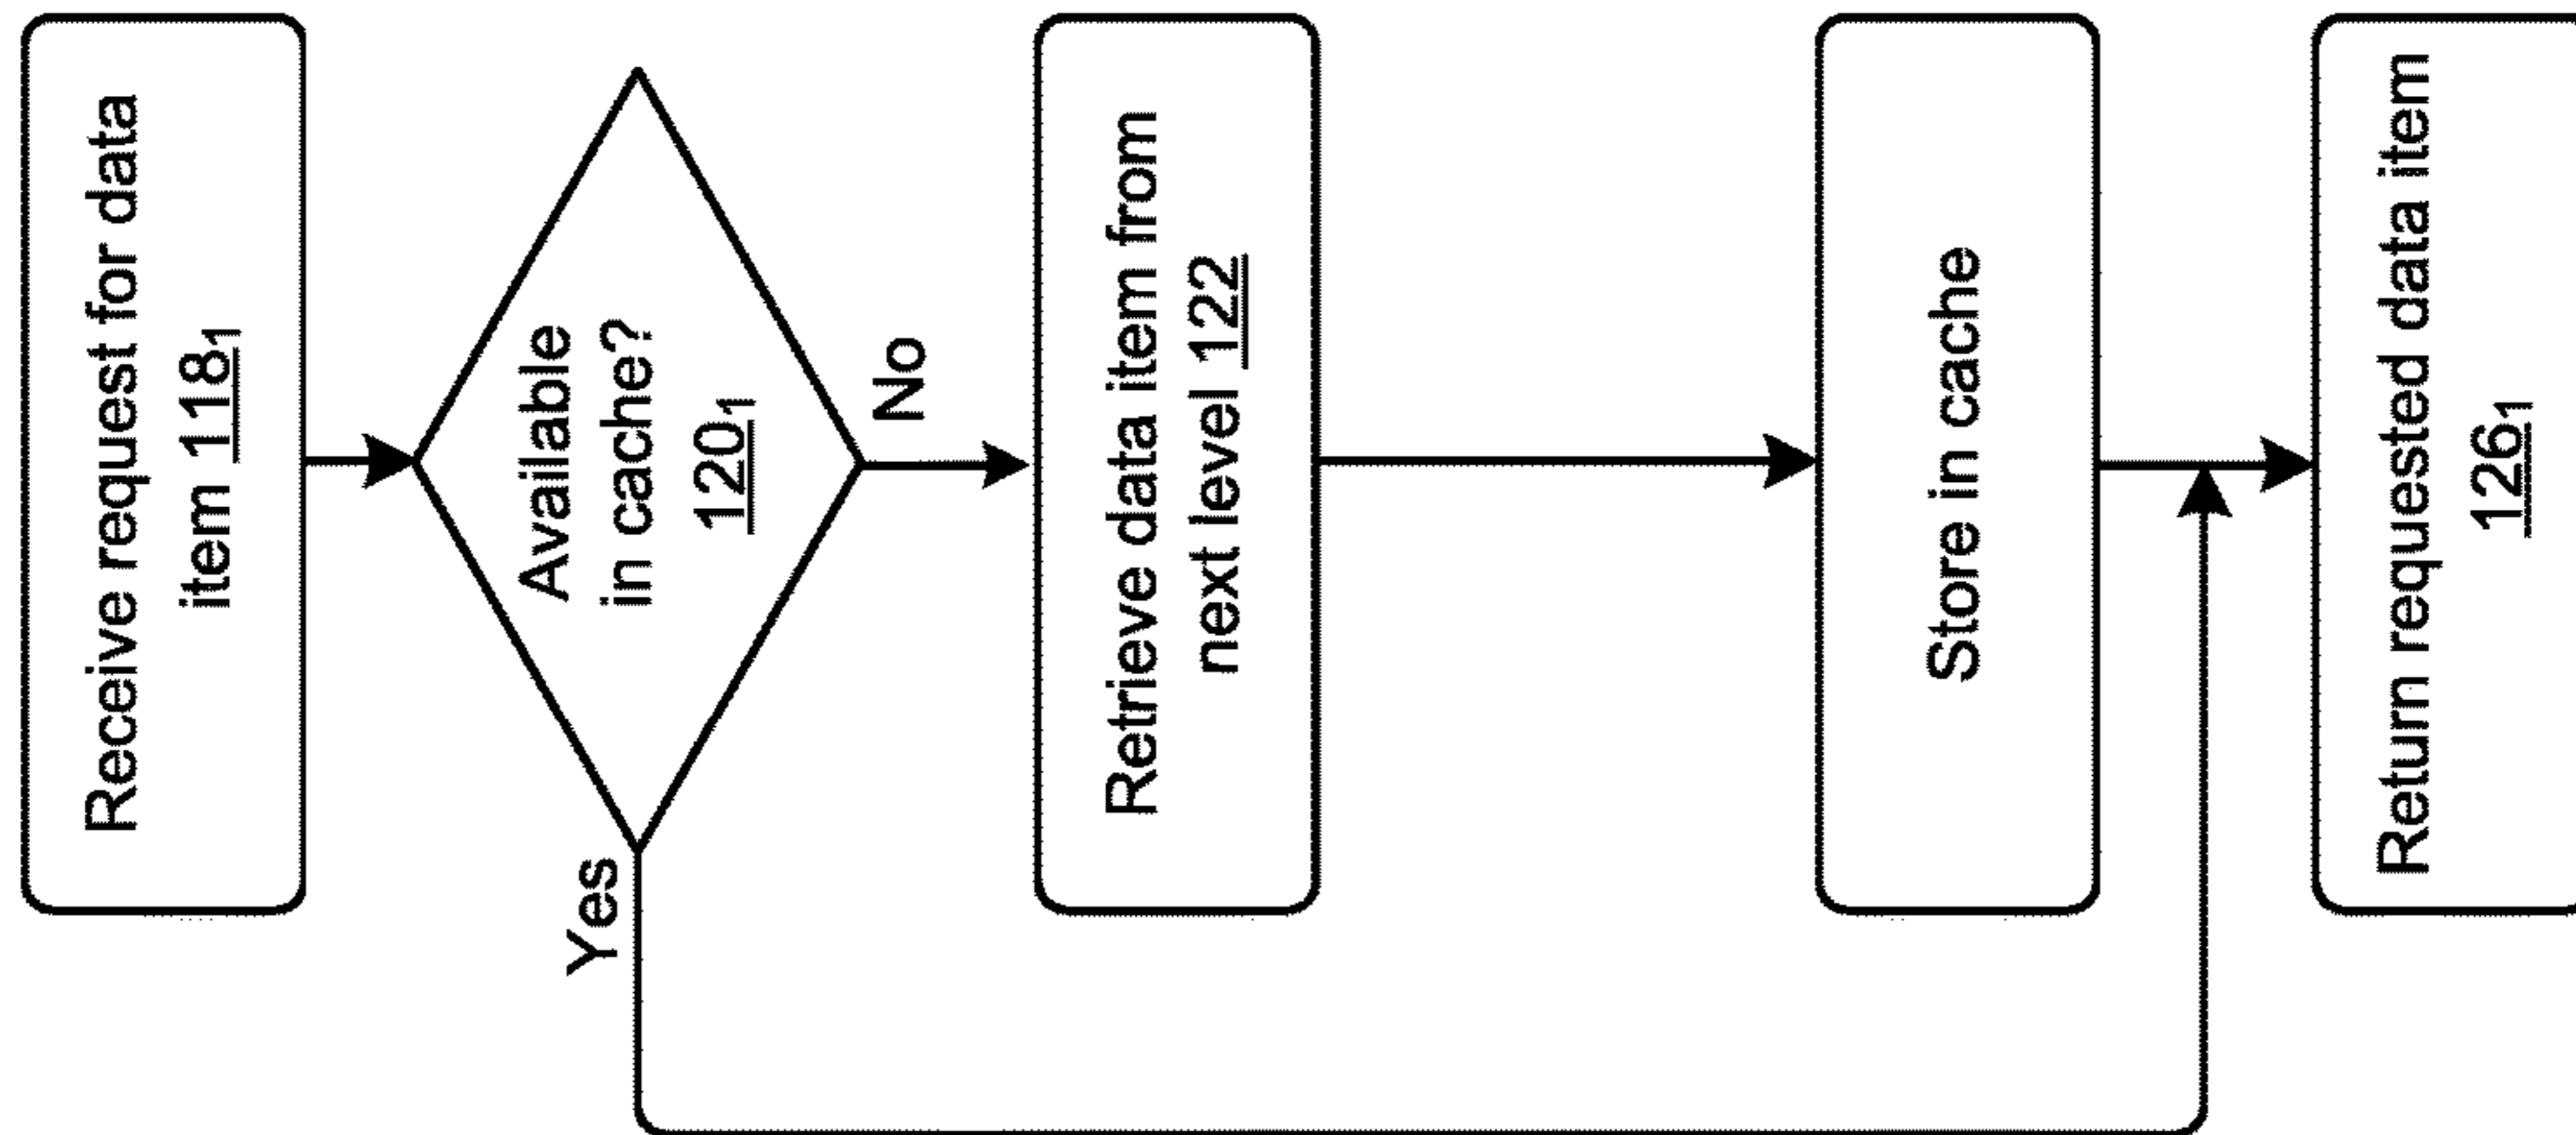 Receive request for data
item 118₁
Available
in cache?
120₁
Yes
No
Retrieve data item from
next level 122
Store in cache
Return requested data item
126₁